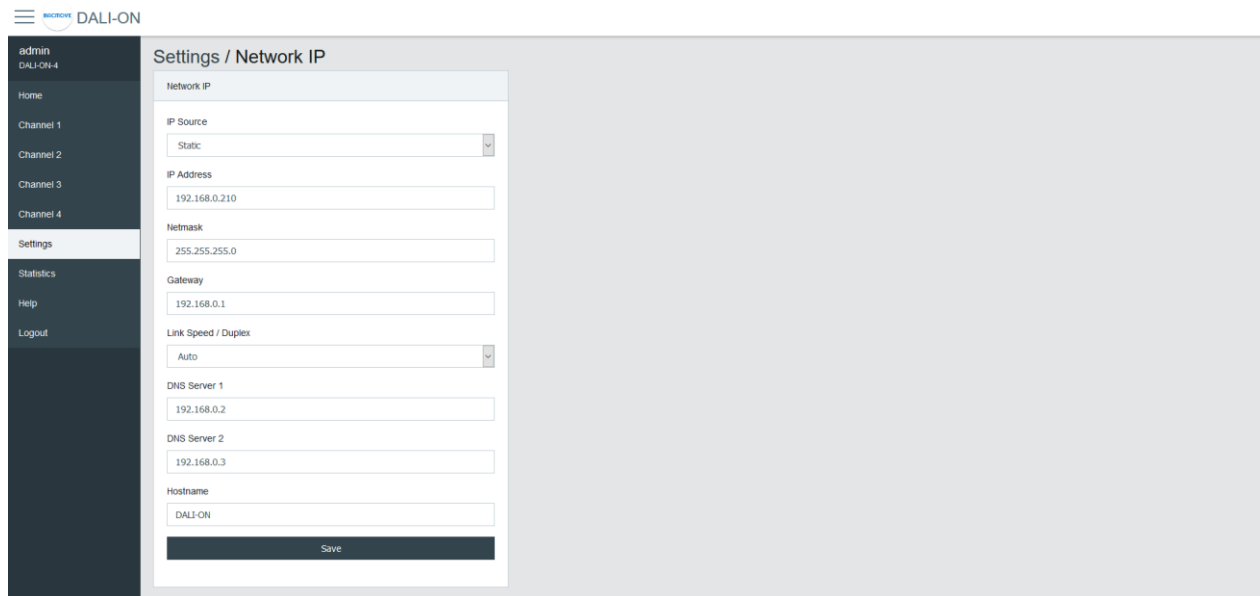 DALI-ON
admin
DALI-ON-4
Home
Channel 1
Channel 2
Channel 3
Channel 4
Settings
Statistics
Help
Logout
Settings / Network IP
Network IP
IP Source
Static
IP Address
192.168.0.210
Netmask
255.255.255.0
Gateway
192.168.0.1
Link Speed / Duplex
Auto
DNS Server 1
192.168.0.2
DNS Server 2
192.168.0.3
Hostname
DALI-ON
Save